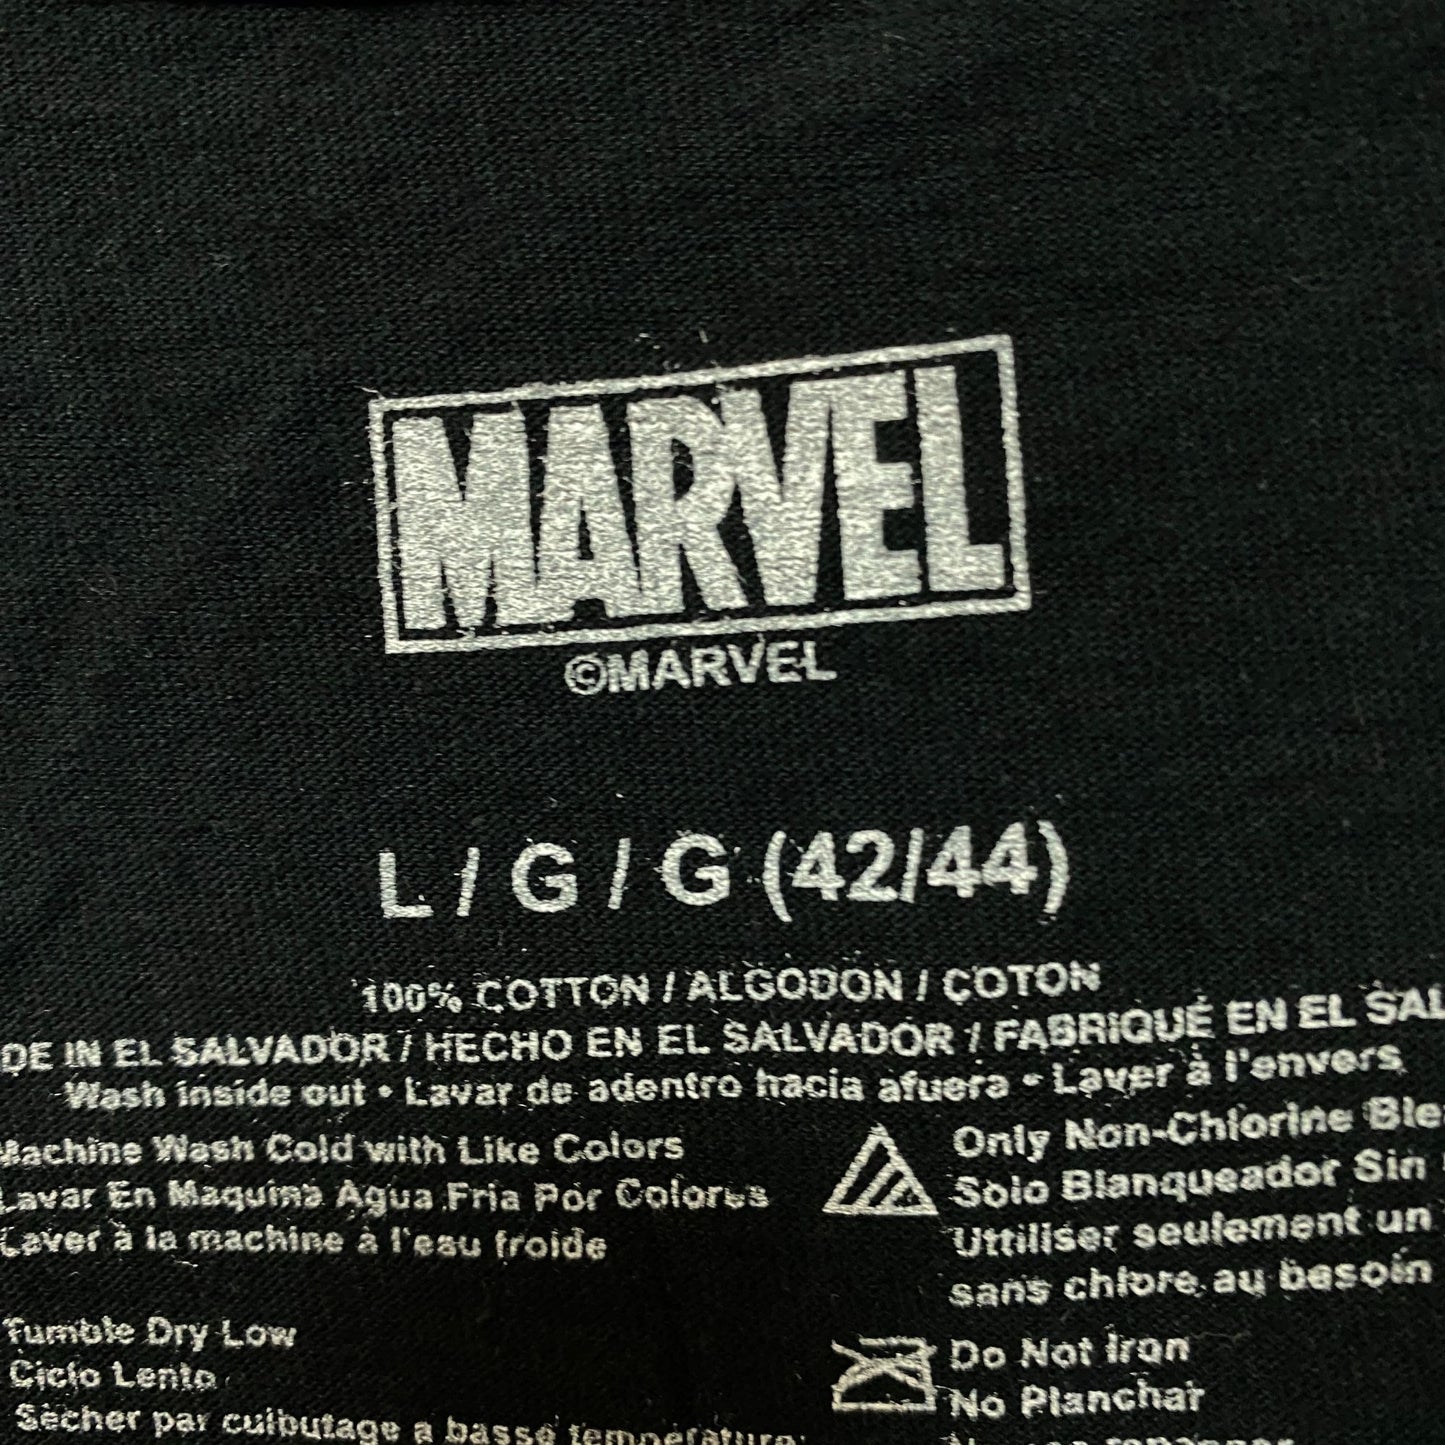 MARVEL
©MARVEL
L / G / G (42/44)
100% COTTON / ALGODON / COTON
DE IN EL SALVADOR / HECHO EN EL SALVADOR / FABRIQUÉ EN EL SAL
Wash inside out • Lavar de adentro hacia afuera • Laver à l'envers
Machine Wash Cold with Like Colors
Lavar En Maquina Agua Fria Por Colores
Laver à la machine à l'eau froide
Only Non-Chlorine Ble
Solo Blanqueador Sin
Uttiliser seulement un
sans chlore au besoin
Tumble Dry Low
Ciclo Lento
Sècher par culbutage a basse température
Do Not Iron
No Planchar